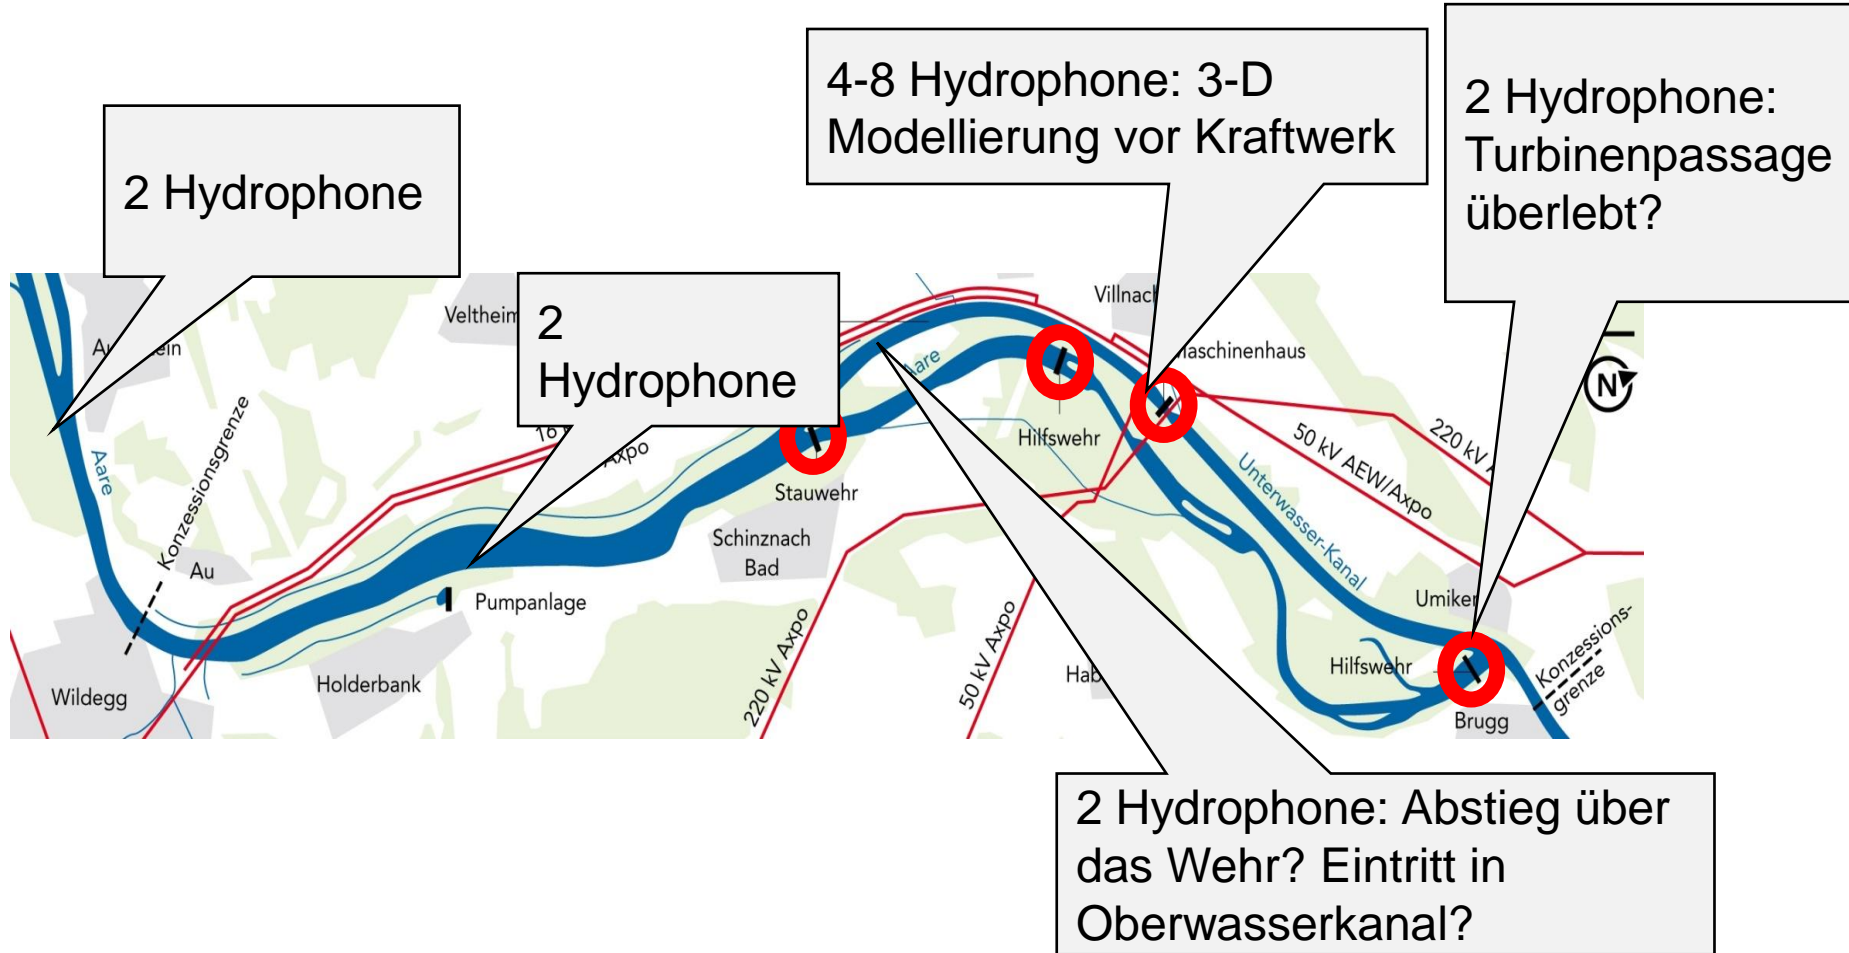 4-8 Hydrophone: 3-D
Modellierung vor Kraftwerk
2 Hydrophone:
Turbinenpassage
überlebt?
2 Hydrophone
2
Hydrophone
Veltheim
Aare
Maschinenhaus
N
Hilfswehr
Konzessionsgrenze
Aare
Stauwehr
Axpo
50 kV AEW/Axpo
220 kV
Schinznach
Bad
Au
Pumpanlage
Unterwasser-Kanal
Umiken
Konzessions-
grenze
Hilfswehr
Wildegg
Holderbank
220 kV Axpo
50 kV Axpo
Brugg
2 Hydrophone: Abstieg über
das Wehr? Eintritt in
Oberwasserkanal?